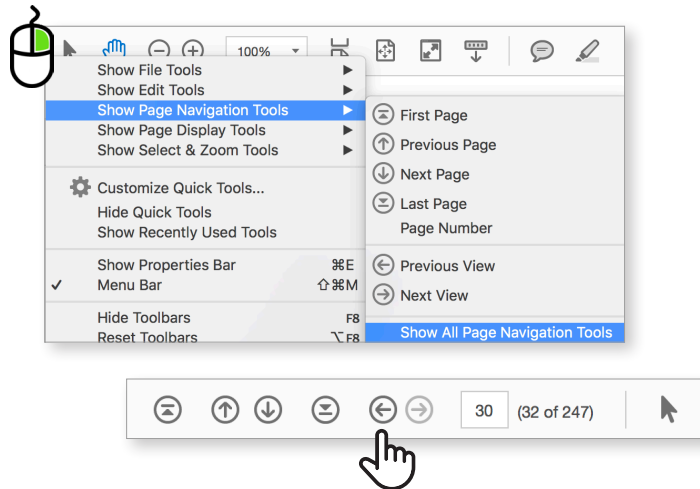 100%
Show File Tools
Show Edit Tools
Show Page Navigation Tools
Show Page Display Tools
Show Select & Zoom Tools
Customize Quick Tools...
Hide Quick Tools
Show Recently Used Tools
Show Properties Bar ⌘E
✓ Menu Bar ⇧⌘M
Hide Toolbars F8
Reset Toolbars ⌥F8
First Page
Previous Page
Next Page
Last Page
Page Number
Previous View
Next View
Show All Page Navigation Tools
30 (32 of 247)